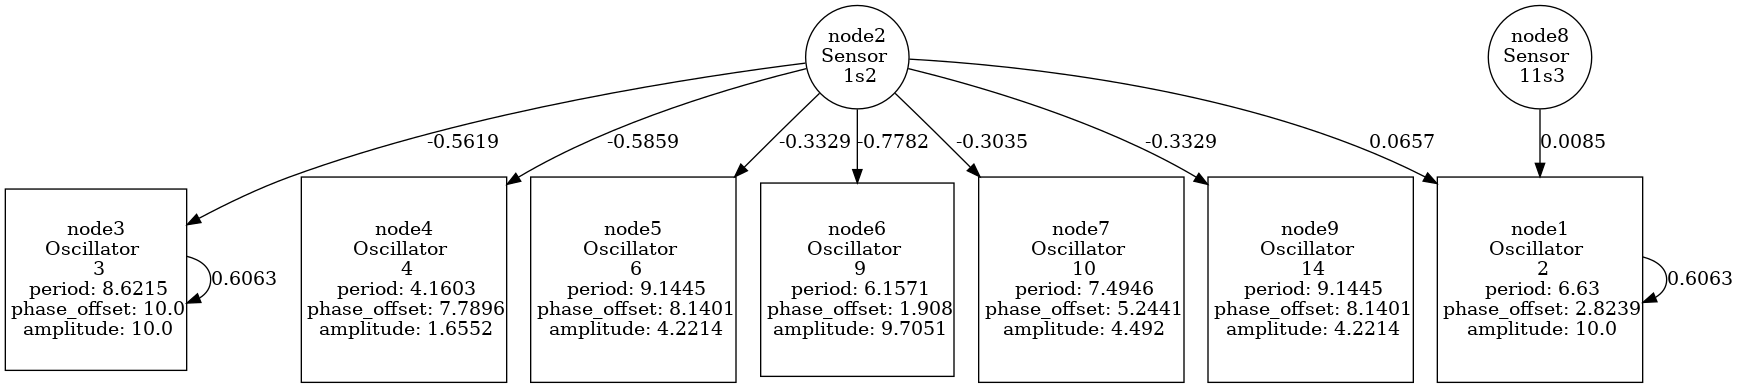 node2
Sensor
1s2
node8
Sensor
11s3
-0.5619
-0.5859
-0.3329
-0.7782
-0.3035
-0.3329
0.0657
0.0085
node3
Oscillator
3
period: 8.6215
phase_offset: 10.0
amplitude: 10.0
0.6063
node4
Oscillator
4
period: 4.1603
phase_offset: 7.7896
amplitude: 1.6552
node5
Oscillator
6
period: 9.1445
phase_offset: 8.1401
amplitude: 4.2214
node6
Oscillator
9
period: 6.1571
phase_offset: 1.908
amplitude: 9.7051
node7
Oscillator
10
period: 7.4946
phase_offset: 5.2441
amplitude: 4.492
node9
Oscillator
14
period: 9.1445
phase_offset: 8.1401
amplitude: 4.2214
node1
Oscillator
2
period: 6.63
phase_offset: 2.8239
amplitude: 10.0
0.6063